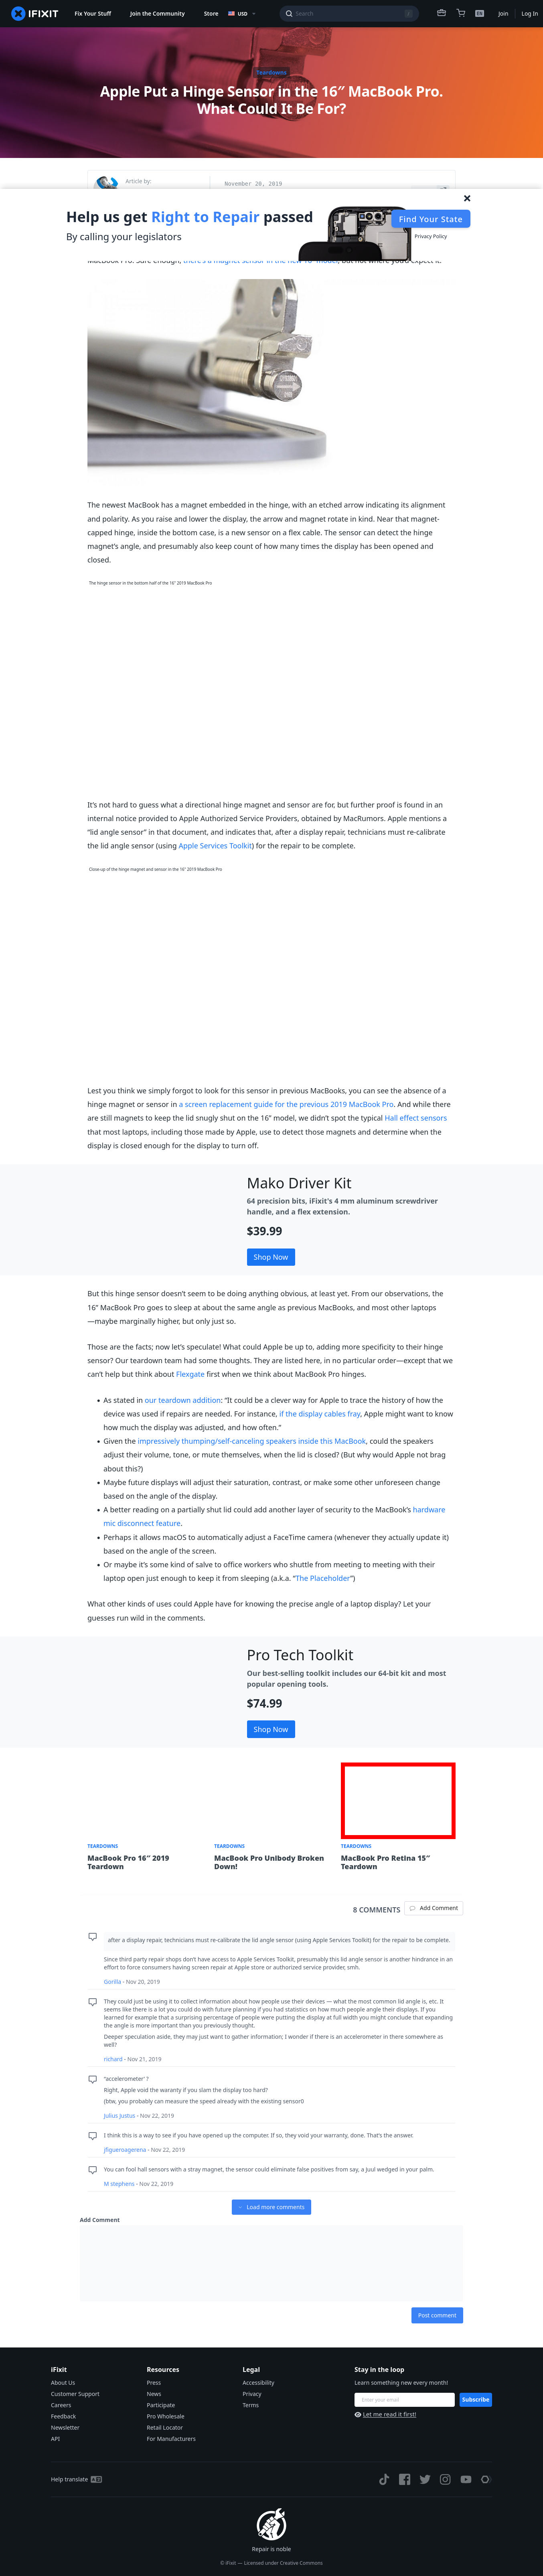 IFIXIT
Fix Your Stuff
Join the Community
Store
USD
Search
/
EN
Join
Log In
Teardowns
Apple Put a Hinge Sensor in the 16″ MacBook Pro.
What Could It Be For?
Article by:
November 20, 2019
Help us get Right to Repair passed
By calling your legislators
Find Your State
Privacy Policy
MacBook Pro. Sure enough, there's a magnet sensor in the new 16" model, but not where you'd expect it.
The newest MacBook has a magnet embedded in the hinge, with an etched arrow indicating its alignment
and polarity. As you raise and lower the display, the arrow and magnet rotate in kind. Near that magnet-
capped hinge, inside the bottom case, is a new sensor on a flex cable. The sensor can detect the hinge
magnet's angle, and presumably also keep count of how many times the display has been opened and
closed.
The hinge sensor in the bottom half of the 16" 2019 MacBook Pro
It's not hard to guess what a directional hinge magnet and sensor are for, but further proof is found in an
internal notice provided to Apple Authorized Service Providers, obtained by MacRumors. Apple mentions a
"lid angle sensor" in that document, and indicates that, after a display repair, technicians must re-calibrate
the lid angle sensor (using Apple Services Toolkit) for the repair to be complete.
Close-up of the hinge magnet and sensor in the 16" 2019 MacBook Pro
Lest you think we simply forgot to look for this sensor in previous MacBooks, you can see the absence of a
hinge magnet or sensor in a screen replacement guide for the previous 2019 MacBook Pro. And while there
are still magnets to keep the lid snugly shut on the 16" model, we didn't spot the typical Hall effect sensors
that most laptops, including those made by Apple, use to detect those magnets and determine when the
display is closed enough for the display to turn off.
Mako Driver Kit
64 precision bits, iFixit's 4 mm aluminum screwdriver
handle, and a flex extension.
$39.99
Shop Now
But this hinge sensor doesn't seem to be doing anything obvious, at least yet. From our observations, the
16" MacBook Pro goes to sleep at about the same angle as previous MacBooks, and most other laptops
—maybe marginally higher, but only just so.
Those are the facts; now let's speculate! What could Apple be up to, adding more specificity to their hinge
sensor? Our teardown team had some thoughts. They are listed here, in no particular order—except that we
can't help but think about Flexgate first when we think about MacBook Pro hinges.
• As stated in our teardown addition: "It could be a clever way for Apple to trace the history of how the
device was used if repairs are needed. For instance, if the display cables fray, Apple might want to know
how much the display was adjusted, and how often."
• Given the impressively thumping/self-canceling speakers inside this MacBook, could the speakers
adjust their volume, tone, or mute themselves, when the lid is closed? (But why would Apple not brag
about this?)
• Maybe future displays will adjust their saturation, contrast, or make some other unforeseen change
based on the angle of the display.
• A better reading on a partially shut lid could add another layer of security to the MacBook's hardware
mic disconnect feature.
• Perhaps it allows macOS to automatically adjust a FaceTime camera (whenever they actually update it)
based on the angle of the screen.
• Or maybe it's some kind of salve to office workers who shuttle from meeting to meeting with their
laptop open just enough to keep it from sleeping (a.k.a. "The Placeholder")
What other kinds of uses could Apple have for knowing the precise angle of a laptop display? Let your
guesses run wild in the comments.
Pro Tech Toolkit
Our best-selling toolkit includes our 64-bit kit and most
popular opening tools.
$74.99
Shop Now
TEARDOWNS
MacBook Pro 16″ 2019
Teardown
TEARDOWNS
MacBook Pro Unibody Broken
Down!
TEARDOWNS
MacBook Pro Retina 15″
Teardown
8 COMMENTS
Add Comment
after a display repair, technicians must re-calibrate the lid angle sensor (using Apple Services Toolkit) for the repair to be complete.
Since third party repair shops don't have access to Apple Services Toolkit, presumably this lid angle sensor is another hindrance in an
effort to force consumers having screen repair at Apple store or authorized service provider, smh.
Gorilla - Nov 20, 2019
They could just be using it to collect information about how people use their devices — what the most common lid angle is, etc. It
seems like there is a lot you could do with future planning if you had statistics on how much people angle their displays. If you
learned for example that a surprising percentage of people were putting the display at full width you might conclude that expanding
the angle is more important than you previously thought.
Deeper speculation aside, they may just want to gather information; I wonder if there is an accelerometer in there somewhere as
well?
richard - Nov 21, 2019
"accelerometer' ?
Right, Apple void the waranty if you slam the display too hard?
(btw, you probably can measure the speed already with the existing sensor0
Julius Justus - Nov 22, 2019
I think this is a way to see if you have opened up the computer. If so, they void your warranty, done. That's the answer.
jfigueroagerena - Nov 22, 2019
You can fool hall sensors with a stray magnet, the sensor could eliminate false positives from say, a Juul wedged in your palm.
M stephens - Nov 22, 2019
Load more comments
Add Comment
Post comment
iFixit
About Us
Customer Support
Careers
Feedback
Newsletter
API
Resources
Press
News
Participate
Pro Wholesale
Retail Locator
For Manufacturers
Legal
Accessibility
Privacy
Terms
Stay in the loop
Learn something new every month!
Enter your email
Subscribe
Let me read it first!
Help translate
Repair is noble
© iFixit — Licensed under Creative Commons